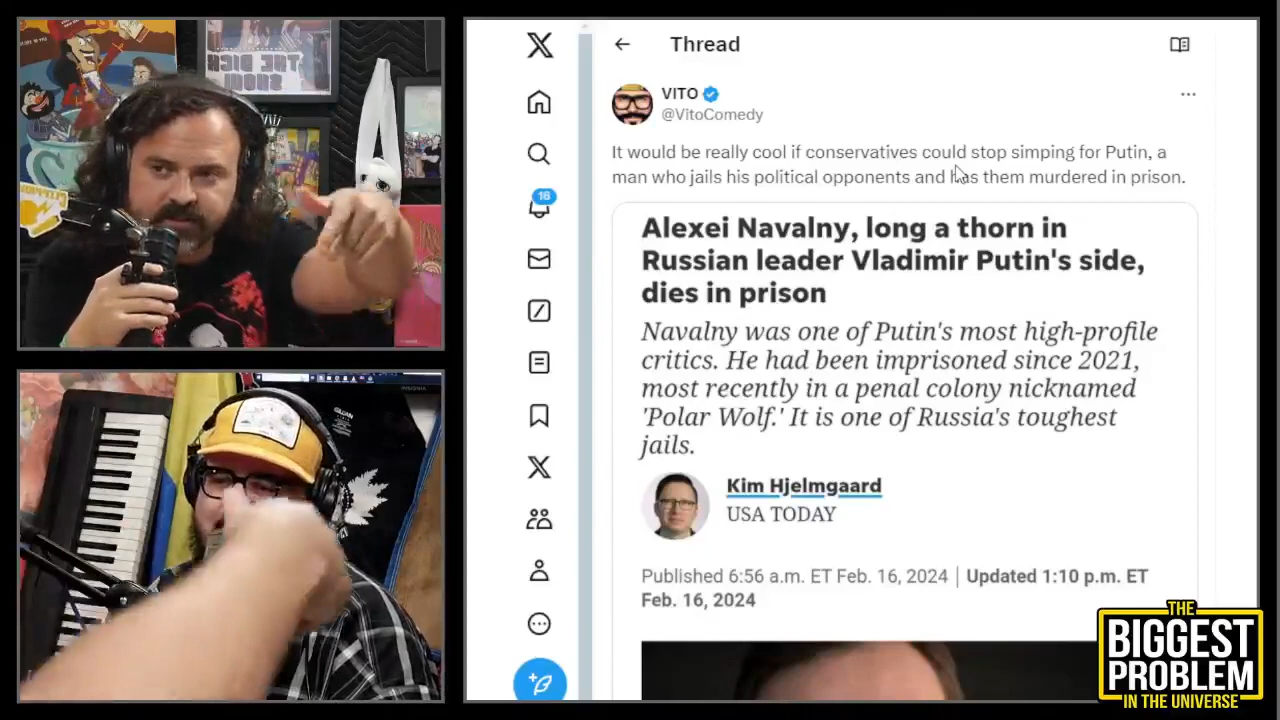 THE DICK
SHOW
Thread
VITO
@VitoComedy
It would be really cool if conservatives could stop simping for Putin, a
man who jails his political opponents and has them murdered in prison.
Alexei Navalny, long a thorn in
Russian leader Vladimir Putin's side,
dies in prison
Navalny was one of Putin's most high-profile
critics. He had been imprisoned since 2021,
most recently in a penal colony nicknamed
'Polar Wolf.' It is one of Russia's toughest
jails.
Kim Hjelmgaard
USA TODAY
Published 6:56 a.m. ET Feb. 16, 2024 | Updated 1:10 p.m. ET
Feb. 16, 2024
16
THE
BIGGEST
PROBLEM
IN THE UNIVERSE